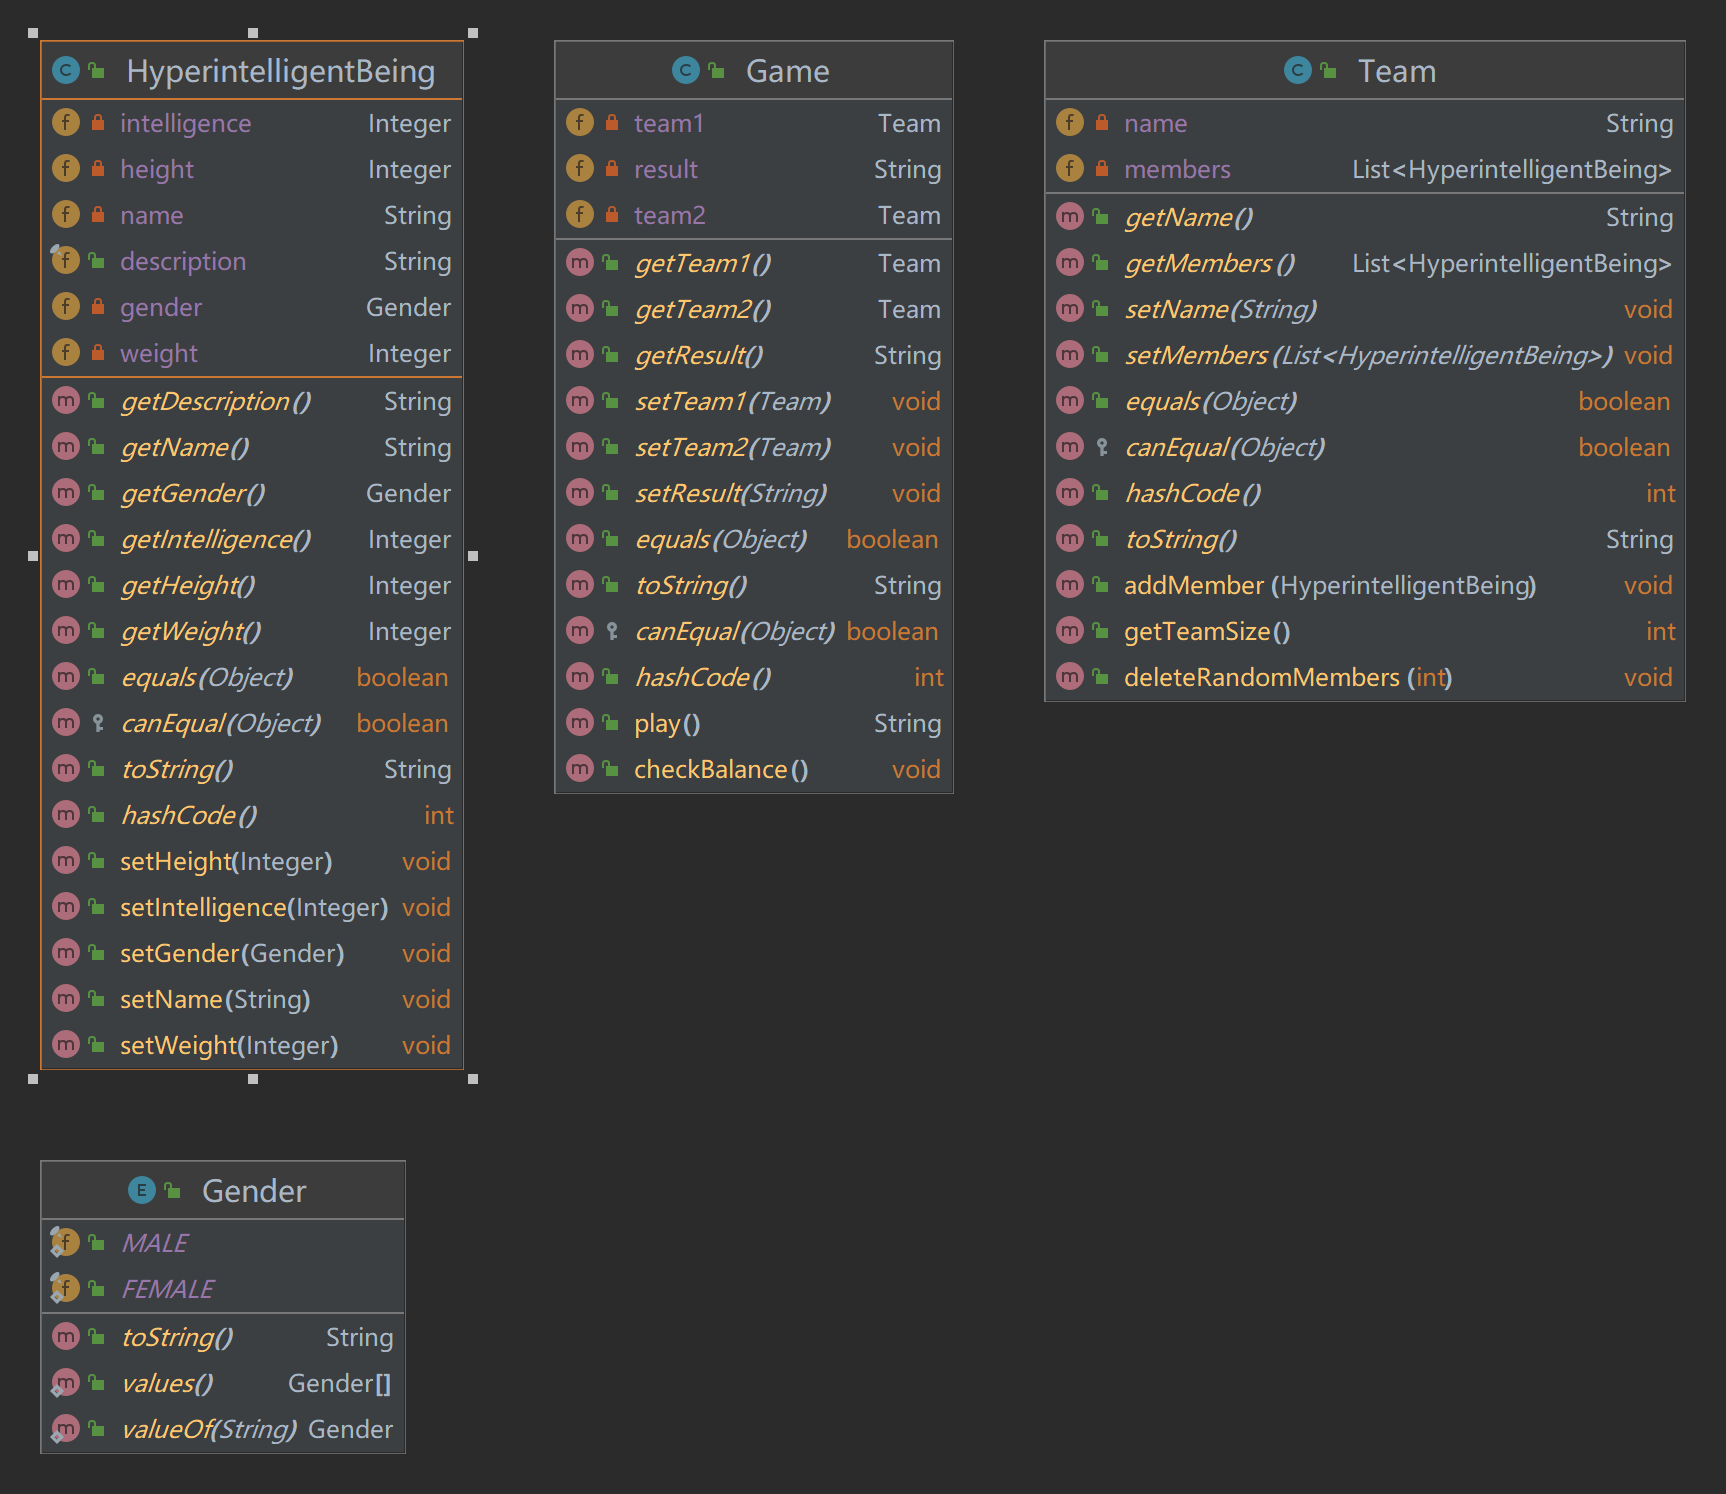 HyperintelligentBeing
intelligence Integer
height Integer
name String
description String
gender Gender
weight Integer
getDescription() String
getName() String
getGender() Gender
getIntelligence() Integer
getHeight() Integer
getWeight() Integer
equals(Object) boolean
canEqual(Object) boolean
toString() String
hashCode() int
setHeight(Integer) void
setIntelligence(Integer) void
setGender(Gender) void
setName(String) void
setWeight(Integer) void
Game
team1 Team
result String
team2 Team
getTeam1() Team
getTeam2() Team
getResult() String
setTeam1(Team) void
setTeam2(Team) void
setResult(String) void
equals(Object) boolean
toString() String
canEqual(Object) boolean
hashCode() int
play() String
checkBalance() void
Team
name String
members List<HyperintelligentBeing>
getName() String
getMembers() List<HyperintelligentBeing>
setName(String) void
setMembers(List<HyperintelligentBeing>) void
equals(Object) boolean
canEqual(Object) boolean
hashCode() int
toString() String
addMember(HyperintelligentBeing) void
getTeamSize() int
deleteRandomMembers(int) void
Gender
MALE
FEMALE
toString() String
values() Gender[]
valueOf(String) Gender